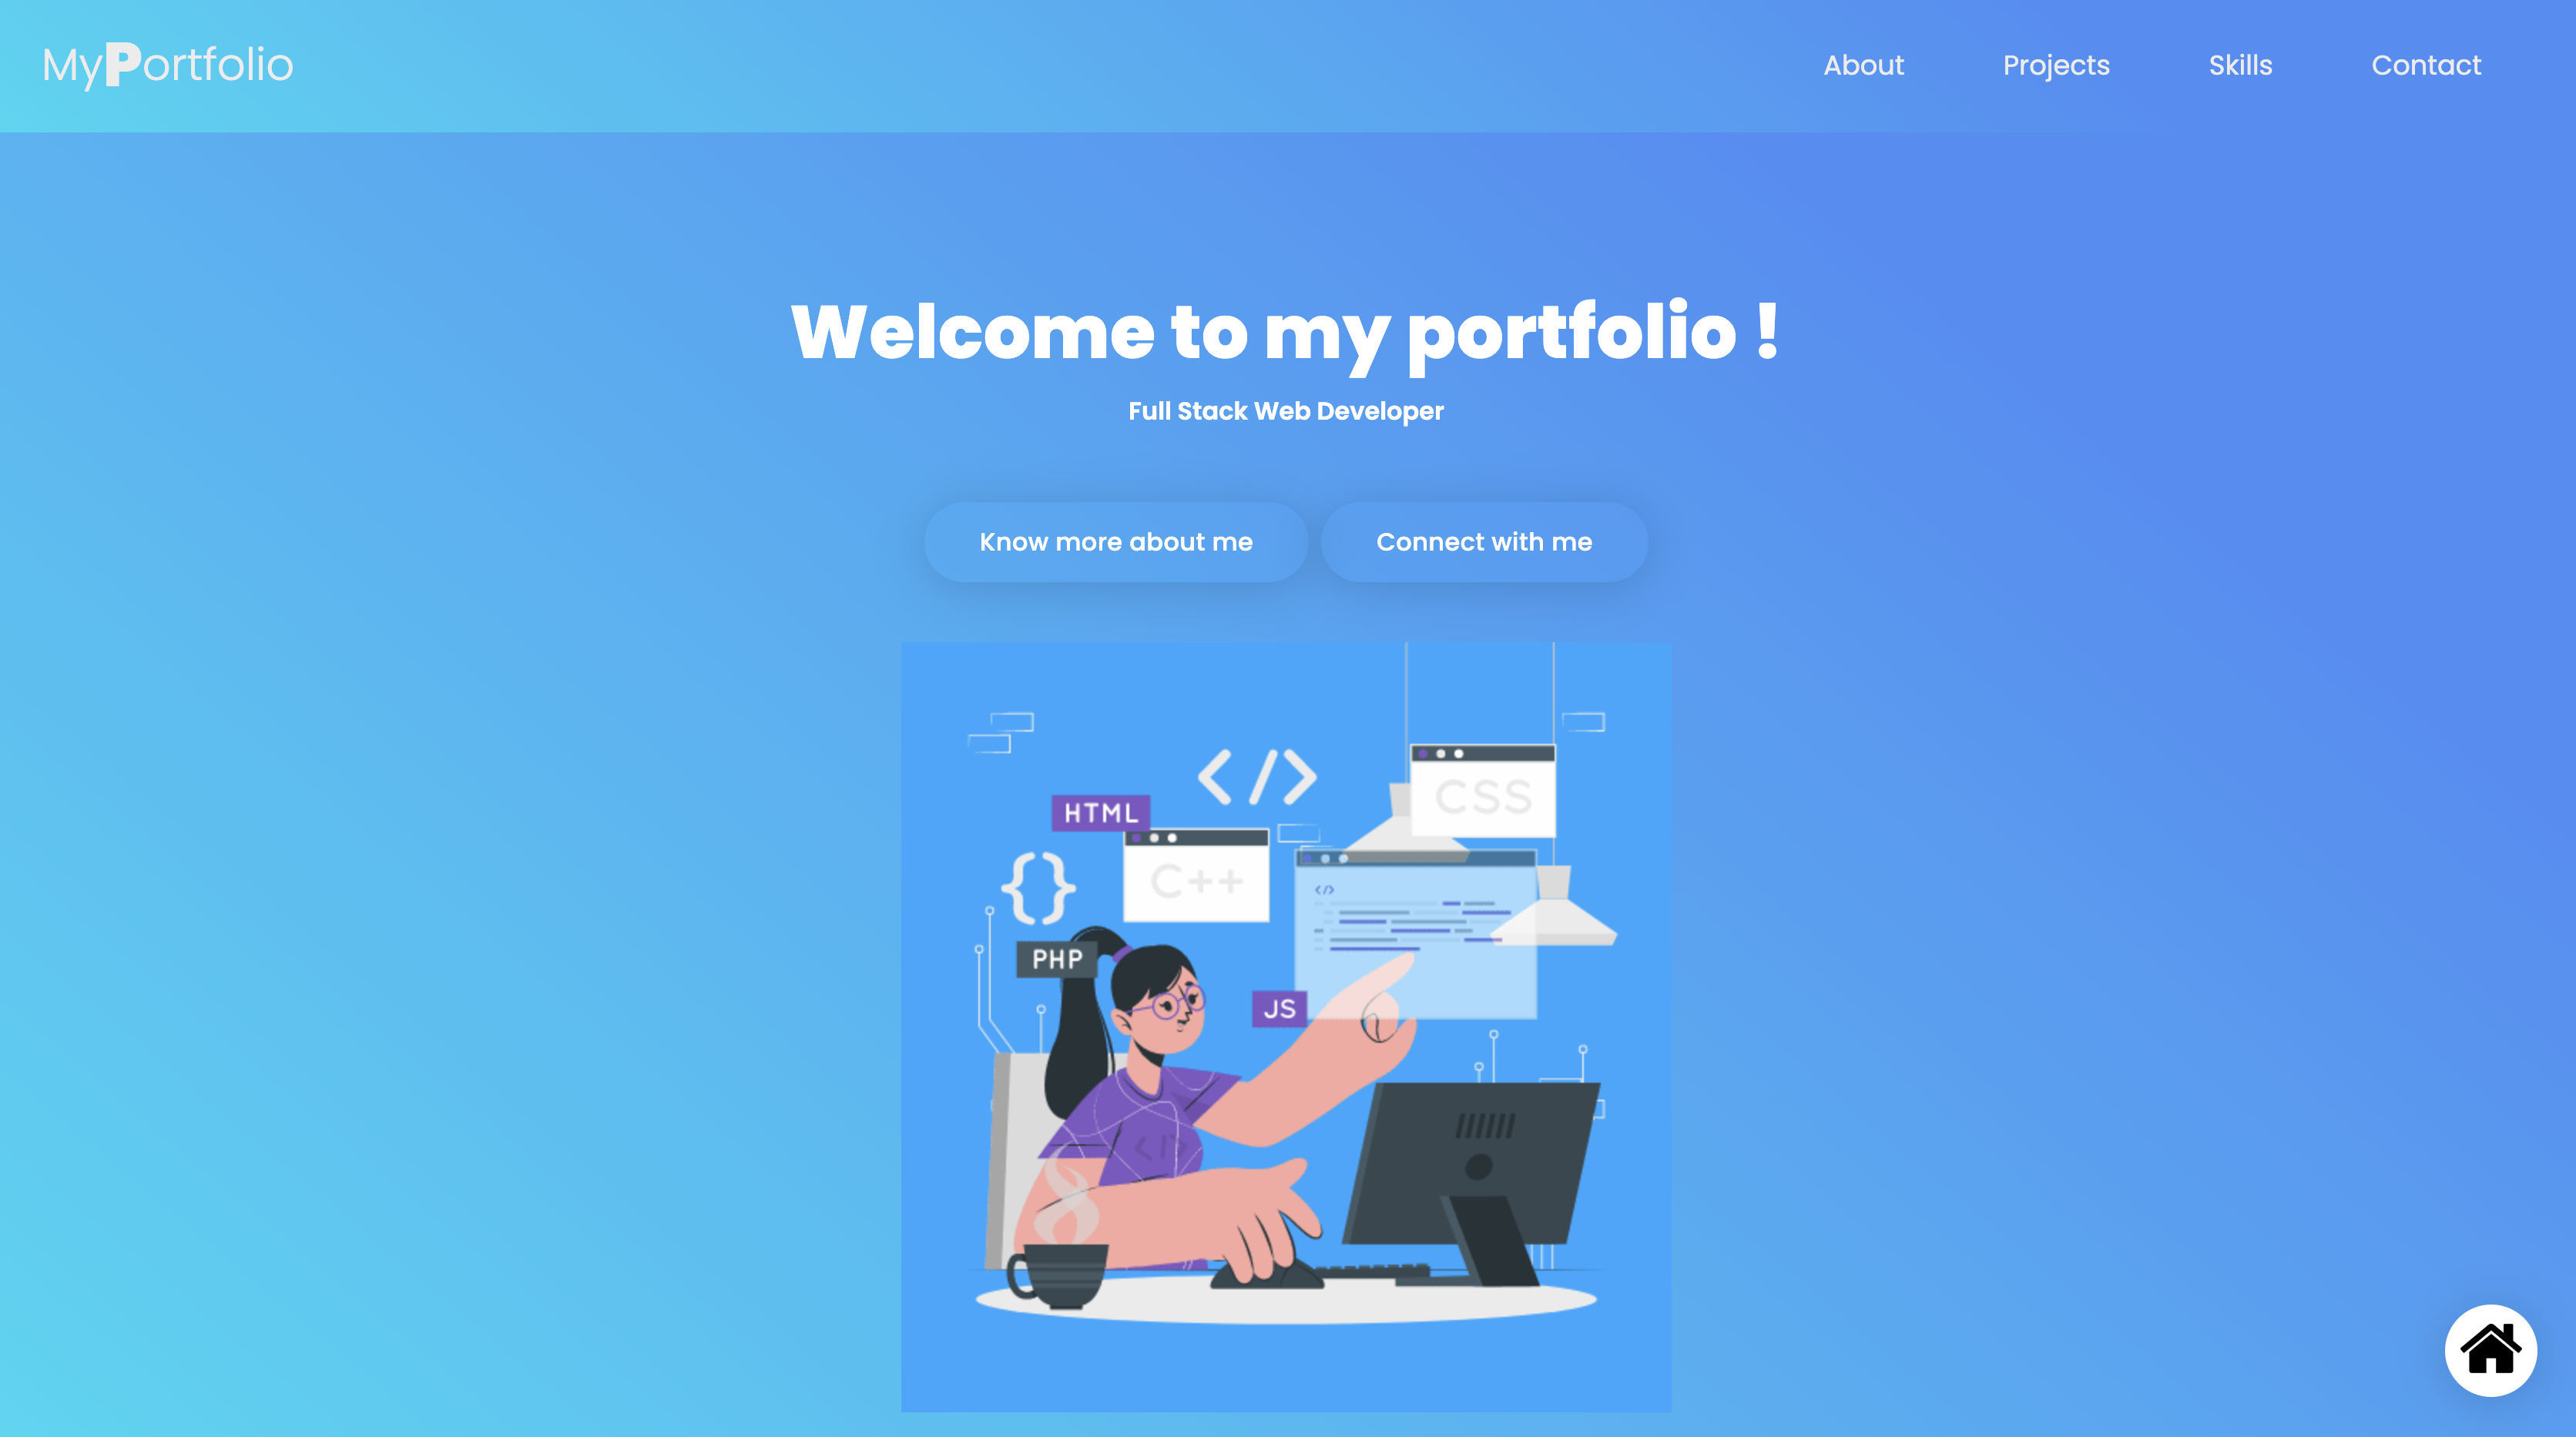 MyPortfolio
About Projects Skills Contact
Welcome to my portfolio !
Full Stack Web Developer
Know more about me
Connect with me
</>
CSS
HTML
C++
{}
</>
PHP
JS
</>